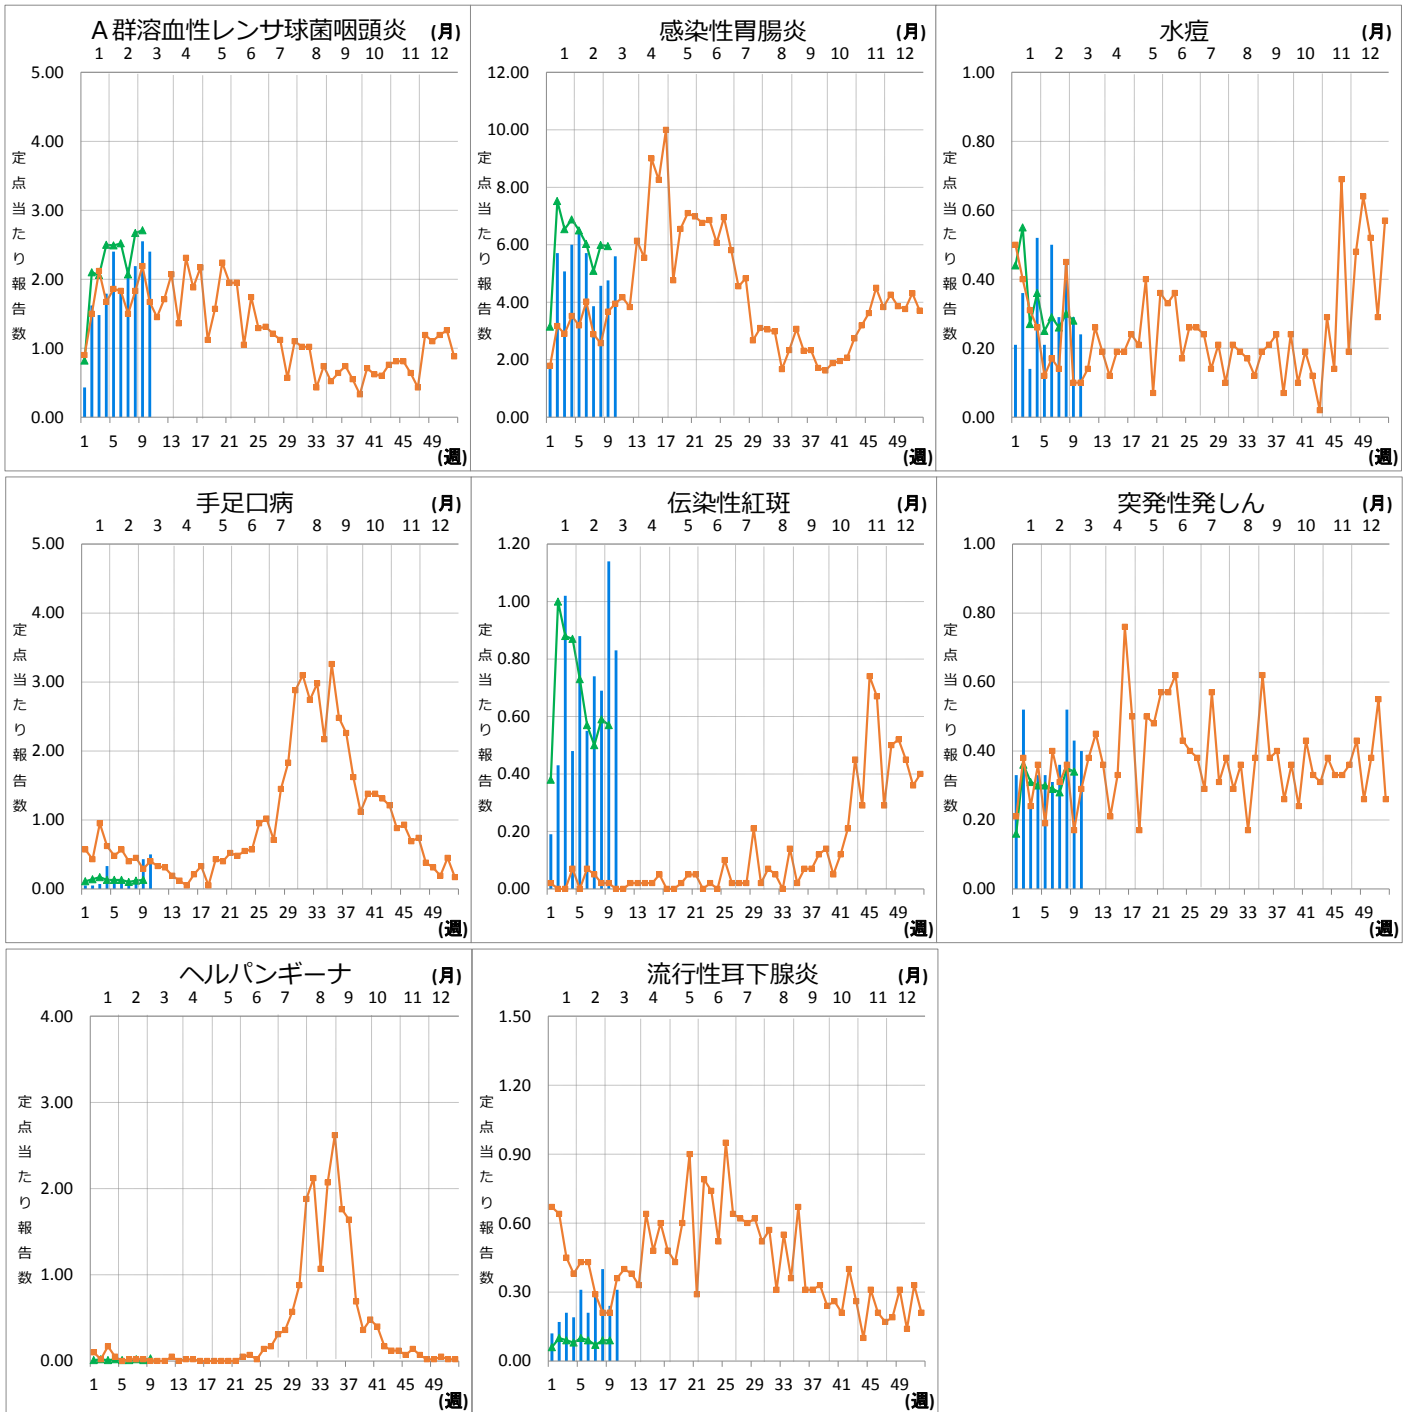 A群溶血性レンサ球菌咽頭炎 (月)
1 2 3 4 5 6 7 8 9 10 11 12
5.00
4.00
3.00
2.00
1.00
0.00
定点当たり報告数
1 5 9 13 17 21 25 29 33 37 41 45 49
(週)
感染性胃腸炎 (月)
1 2 3 4 5 6 7 8 9 10 11 12
12.00
10.00
8.00
6.00
4.00
2.00
0.00
定点当たり報告数
1 5 9 13 17 21 25 29 33 37 41 45 49
(週)
水痘 (月)
1 2 3 4 5 6 7 8 9 10 11 12
1.00
0.80
0.60
0.40
0.20
0.00
定点当たり報告数
1 5 9 13 17 21 25 29 33 37 41 45 49
(週)
手足口病 (月)
1 2 3 4 5 6 7 8 9 10 11 12
5.00
4.00
3.00
2.00
1.00
0.00
定点当たり報告数
1 5 9 13 17 21 25 29 33 37 41 45 49
(週)
伝染性紅斑 (月)
1 2 3 4 5 6 7 8 9 10 11 12
1.20
1.00
0.80
0.60
0.40
0.20
0.00
定点当たり報告数
1 5 9 13 17 21 25 29 33 37 41 45 49
(週)
突発性発しん (月)
1 2 3 4 5 6 7 8 9 10 11 12
1.00
0.80
0.60
0.40
0.20
0.00
定点当たり報告数
1 5 9 13 17 21 25 29 33 37 41 45 49
(週)
ヘルパンギーナ (月)
1 2 3 4 5 6 7 8 9 10 11 12
4.00
3.00
2.00
1.00
0.00
定点当たり報告数
1 5 9 13 17 21 25 29 33 37 41 45 49
(週)
流行性耳下腺炎 (月)
1 2 3 4 5 6 7 8 9 10 11 12
1.50
1.20
0.90
0.60
0.30
0.00
定点当たり報告数
1 5 9 13 17 21 25 29 33 37 41 45 49
(週)